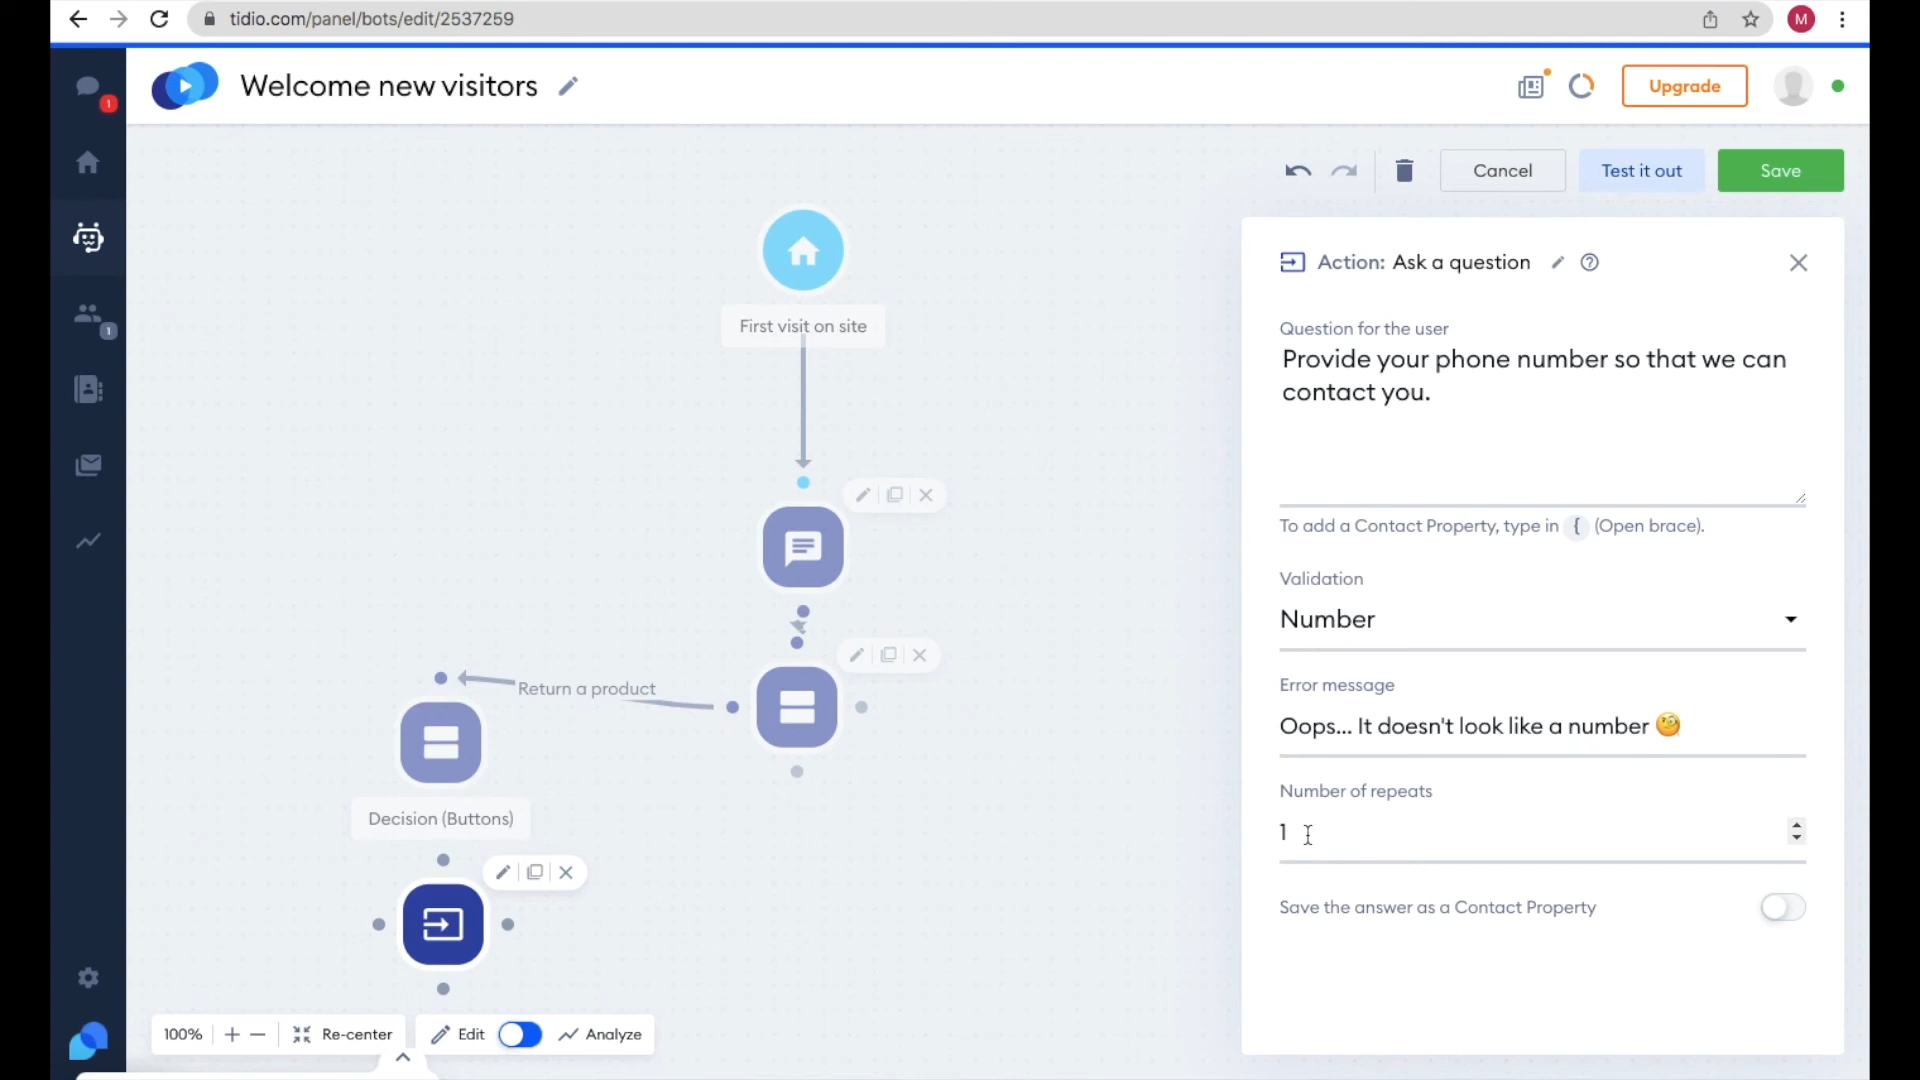 tidio.com/panel/bots/edit/2537259
M
1
Welcome new visitors
Upgrade
Cancel
Test it out
Save
First visit on site
1
Return a product
Decision (Buttons)
Action: Ask a question
Question for the user
Provide your phone number so that we can
contact you.
To add a Contact Property, type in { (Open brace).
Validation
Number
Error message
Oops... It doesn't look like a number 🧐
Number of repeats
1
Save the answer as a Contact Property
100%
Re-center
Edit
Analyze